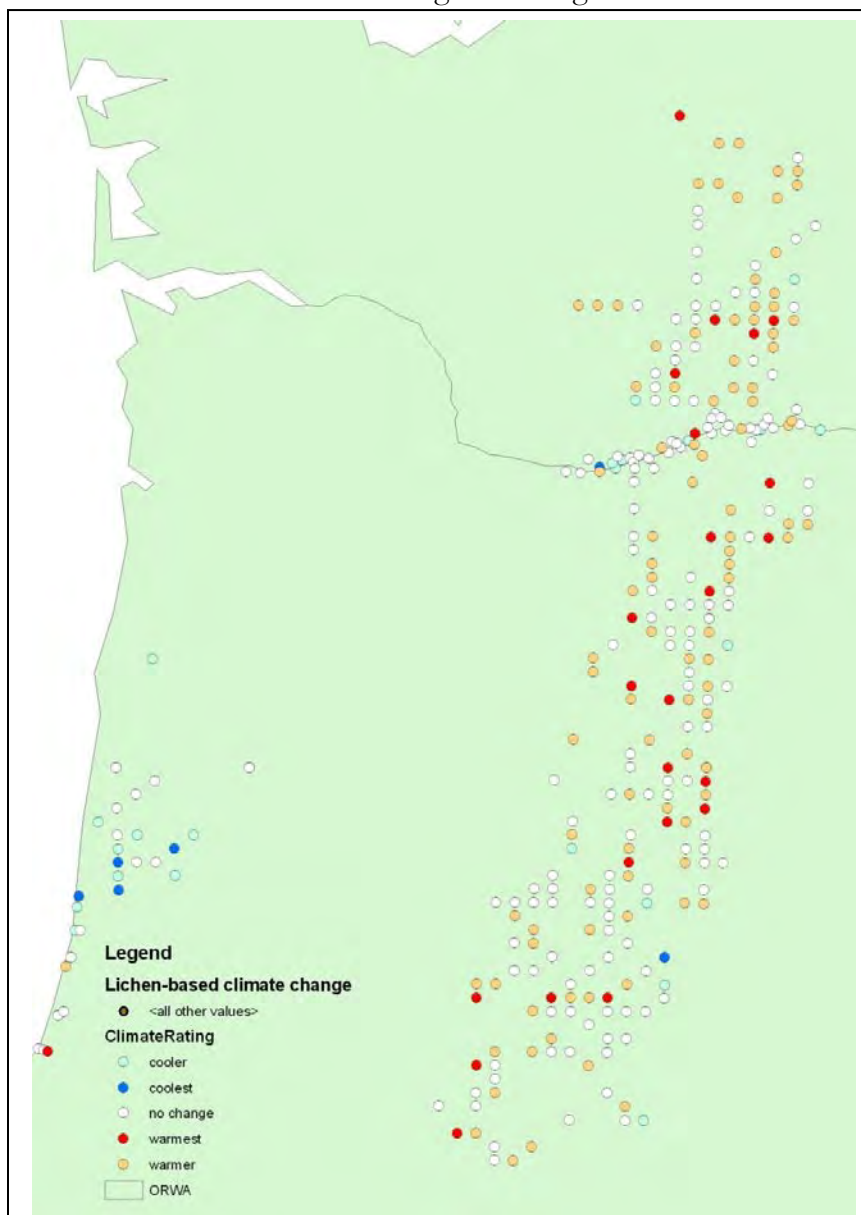 Legend
Lichen-based climate change
<all other values>
ClimateRating
cooler
coolest
no change
warmest
warmer
ORWA